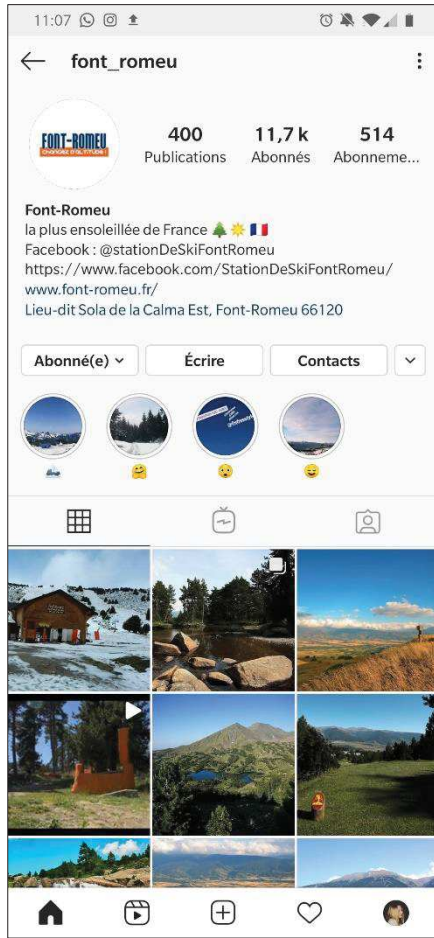 11:07
font_romeu
FONT-ROMEU
CHANGEZ D'ALTITUDE !
400 11,7 k 514
Publications Abonnés Abonneme...
Font-Romeu
la plus ensoleillée de France 🌲☀️🇫🇷
Facebook : @stationDeSkiFontRomeu
https://www.facebook.com/StationDeSkiFontRomeu/
www.font-romeu.fr/
Lieu-dit Sola de la Calma Est, Font-Romeu 66120
Abonné(e) Écrire Contacts